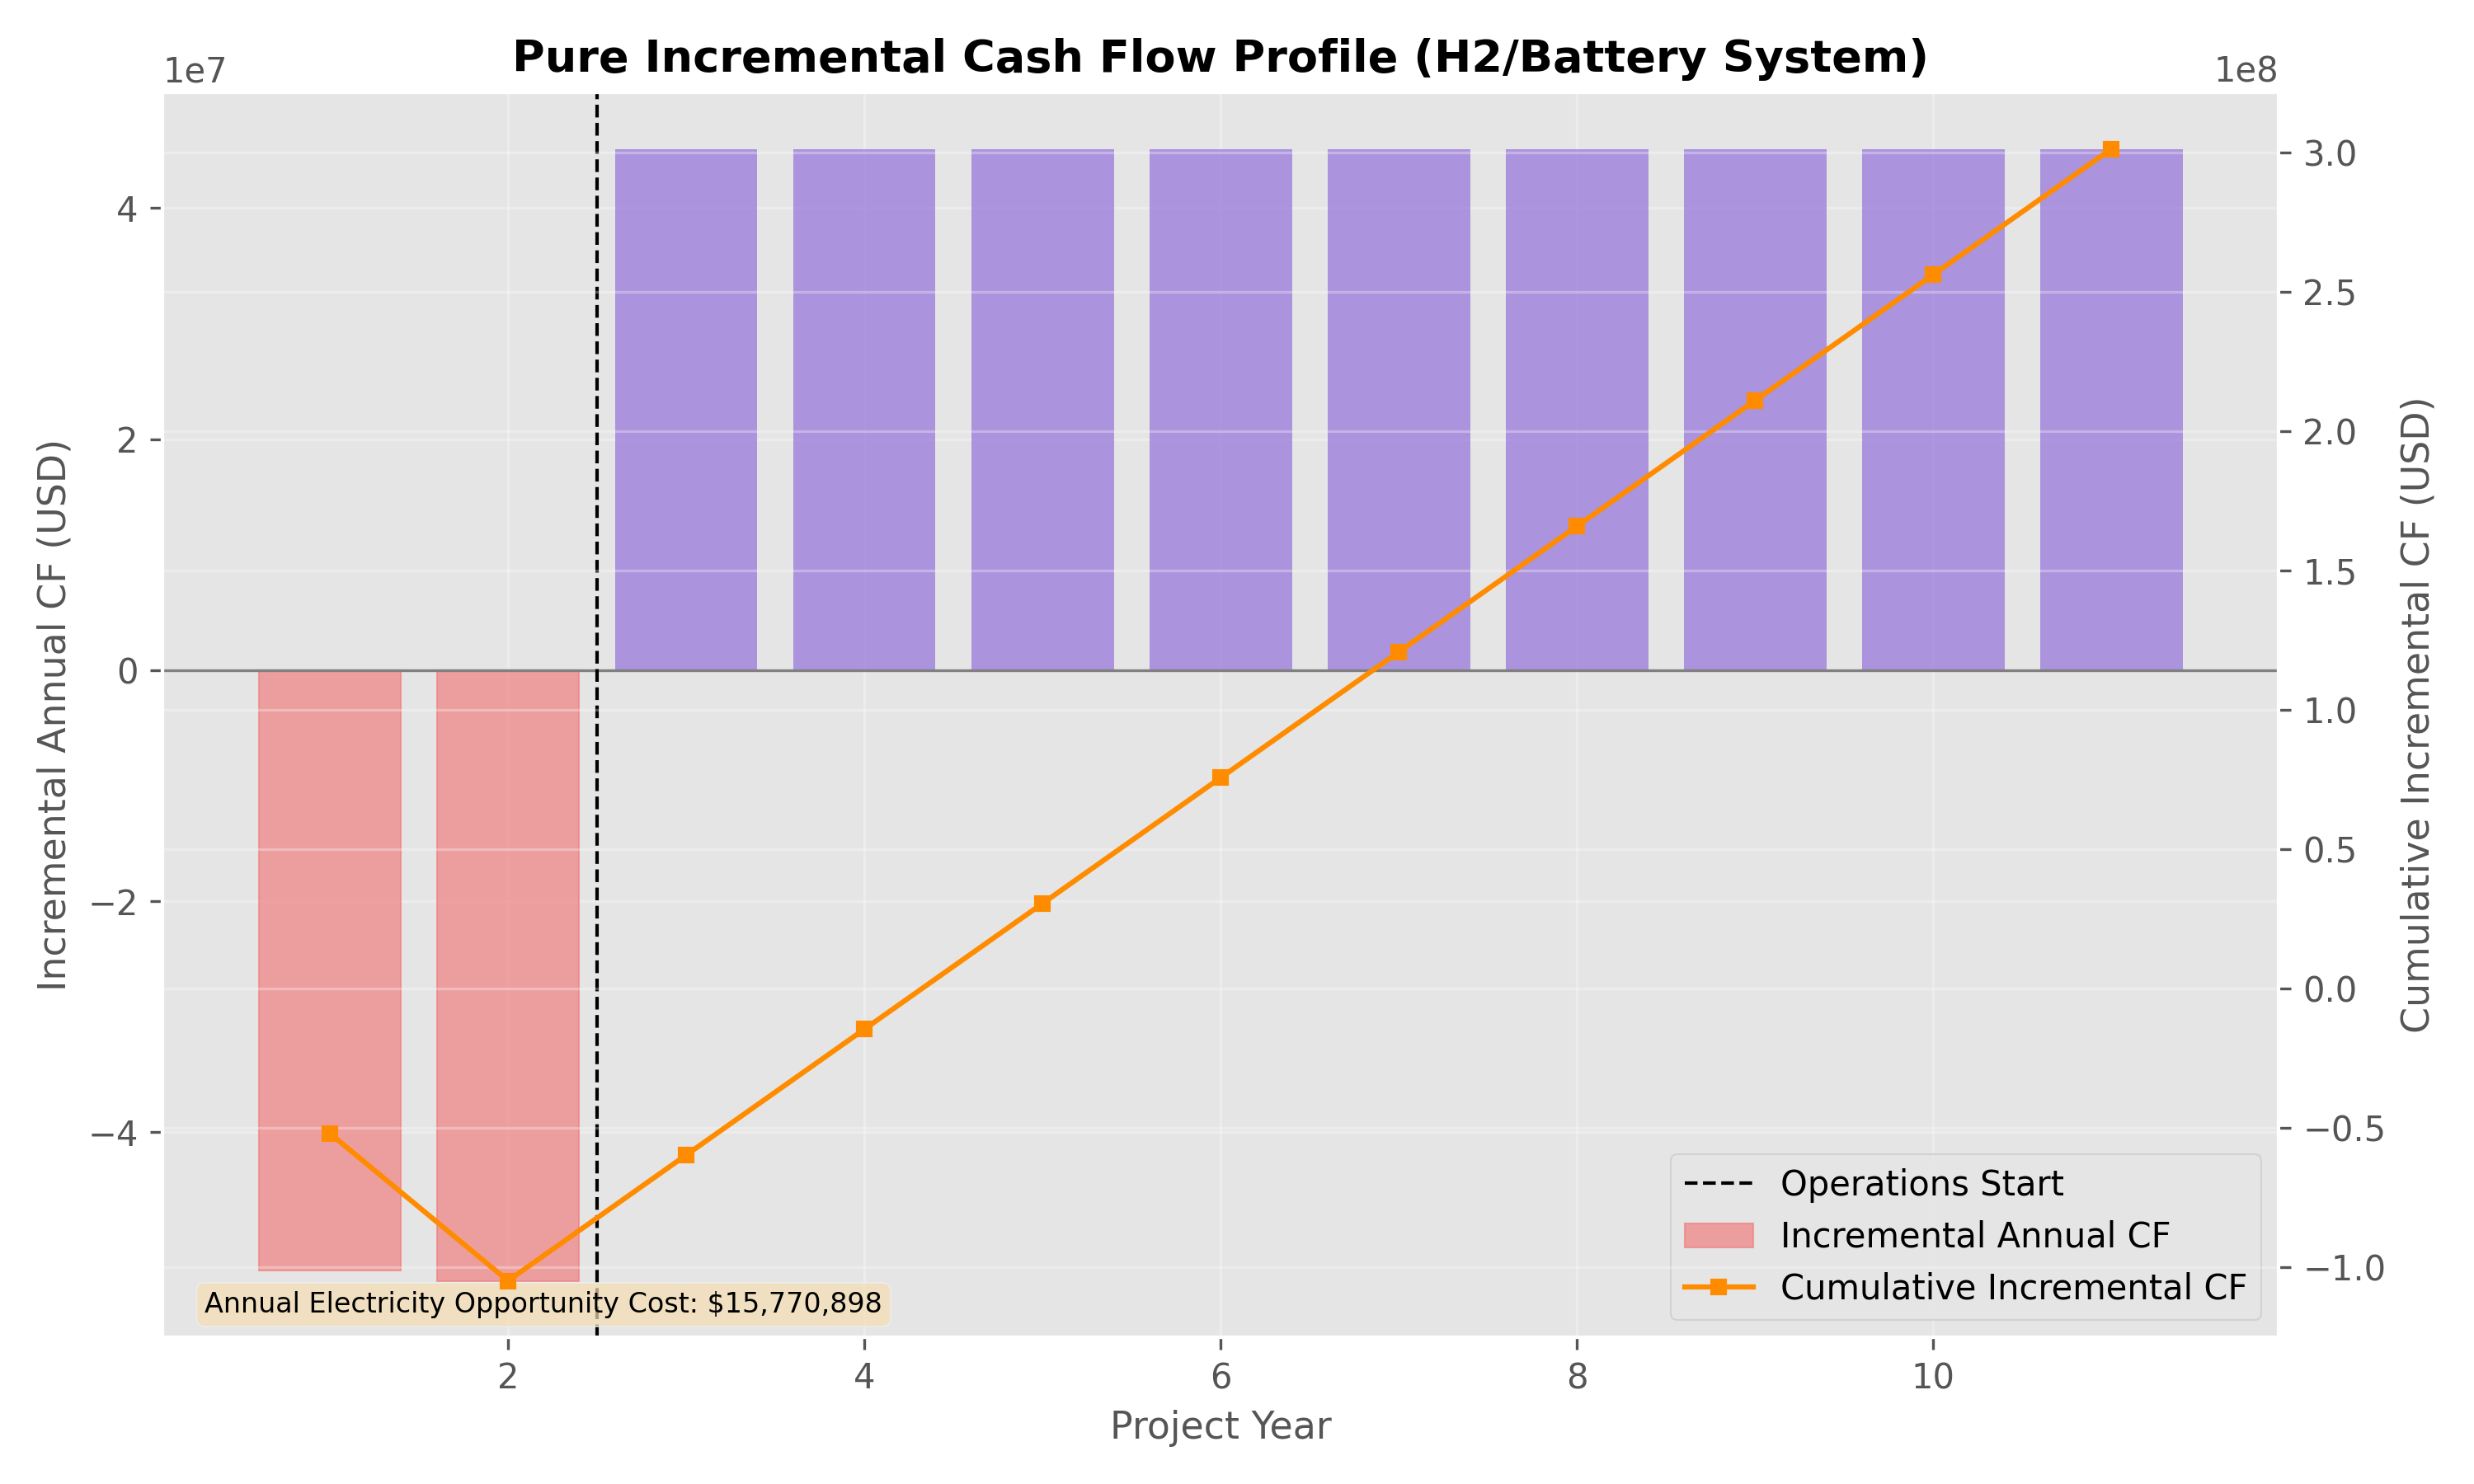 Pure Incremental Cash Flow Profile (H2/Battery System)
1e7
1e8
4
2
0
−2
−4
Incremental Annual CF (USD)
3.0
2.5
2.0
1.5
1.0
0.5
0.0
−0.5
−1.0
Cumulative Incremental CF (USD)
Operations Start
Incremental Annual CF
Cumulative Incremental CF
Annual Electricity Opportunity Cost: $15,770,898
2 4 6 8 10
Project Year